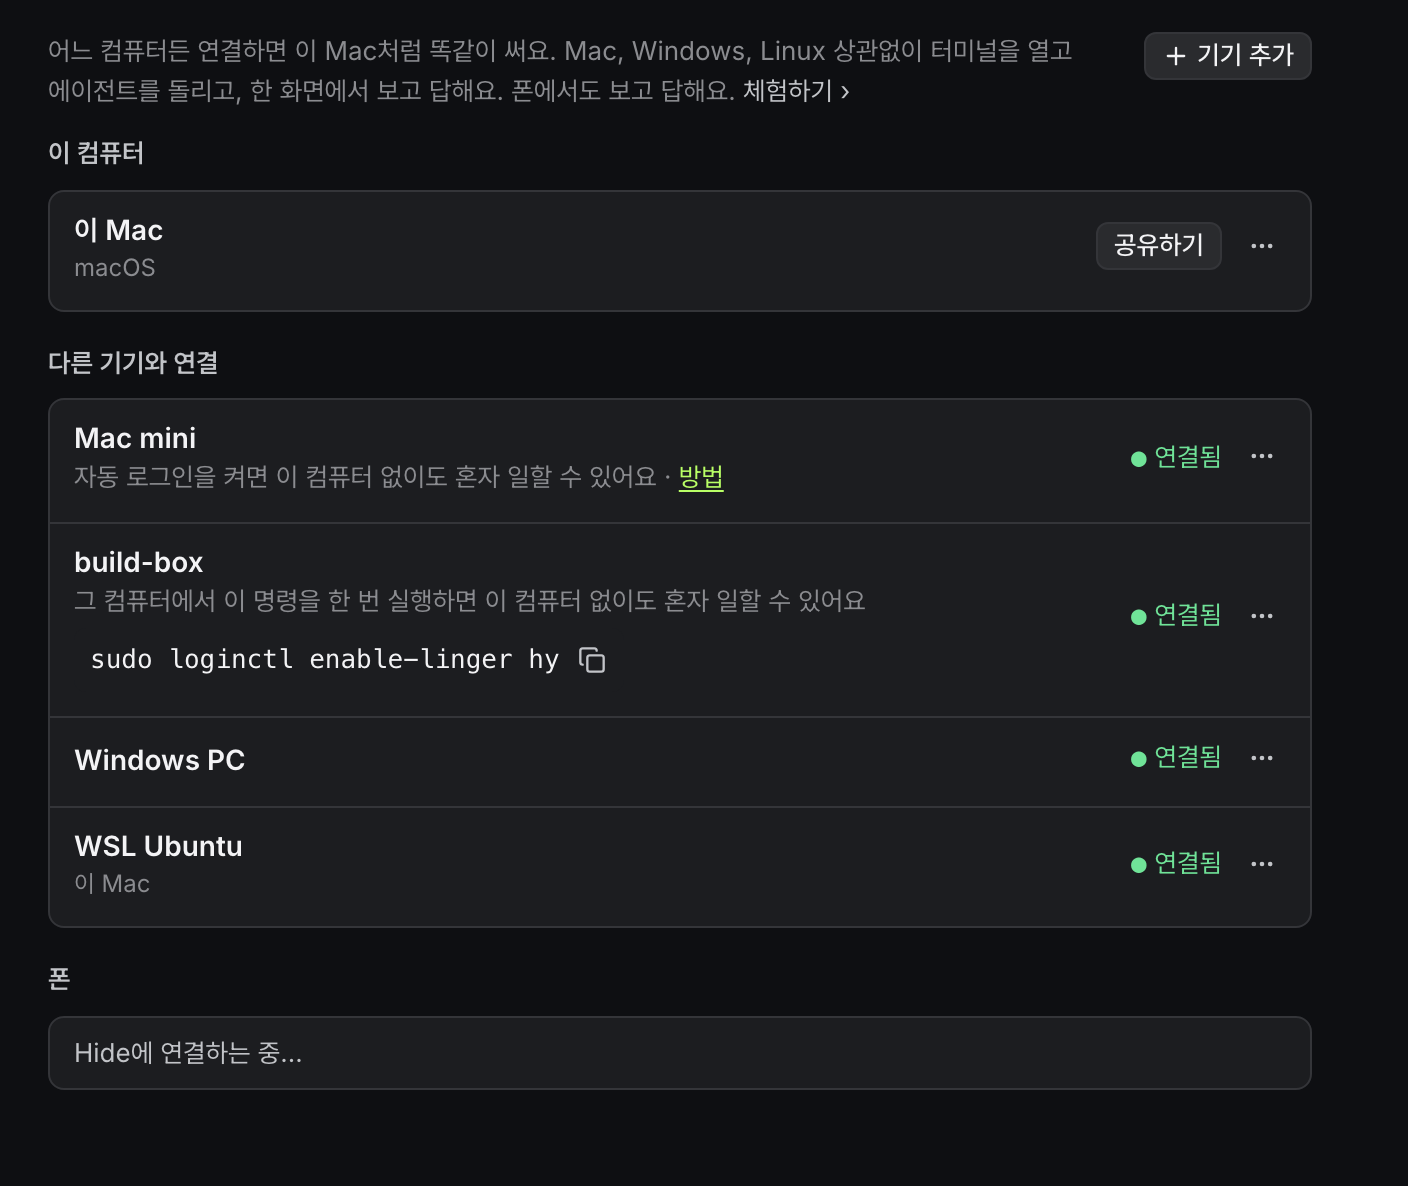 어느 컴퓨터든 연결하면 이 Mac처럼 똑같이 써요. Mac, Windows, Linux 상관없이 터미널을 열고
에이전트를 돌리고, 한 화면에서 보고 답해요. 폰에서도 보고 답해요. 체험하기 ›
+ 기기 추가
이 컴퓨터
이 Mac
macOS
공유하기
다른 기기와 연결
Mac mini
자동 로그인을 켜면 이 컴퓨터 없이도 혼자 일할 수 있어요 · 방법
연결됨
build-box
그 컴퓨터에서 이 명령을 한 번 실행하면 이 컴퓨터 없이도 혼자 일할 수 있어요
sudo loginctl enable-linger hy
연결됨
Windows PC
연결됨
WSL Ubuntu
이 Mac
연결됨
폰
Hide에 연결하는 중...